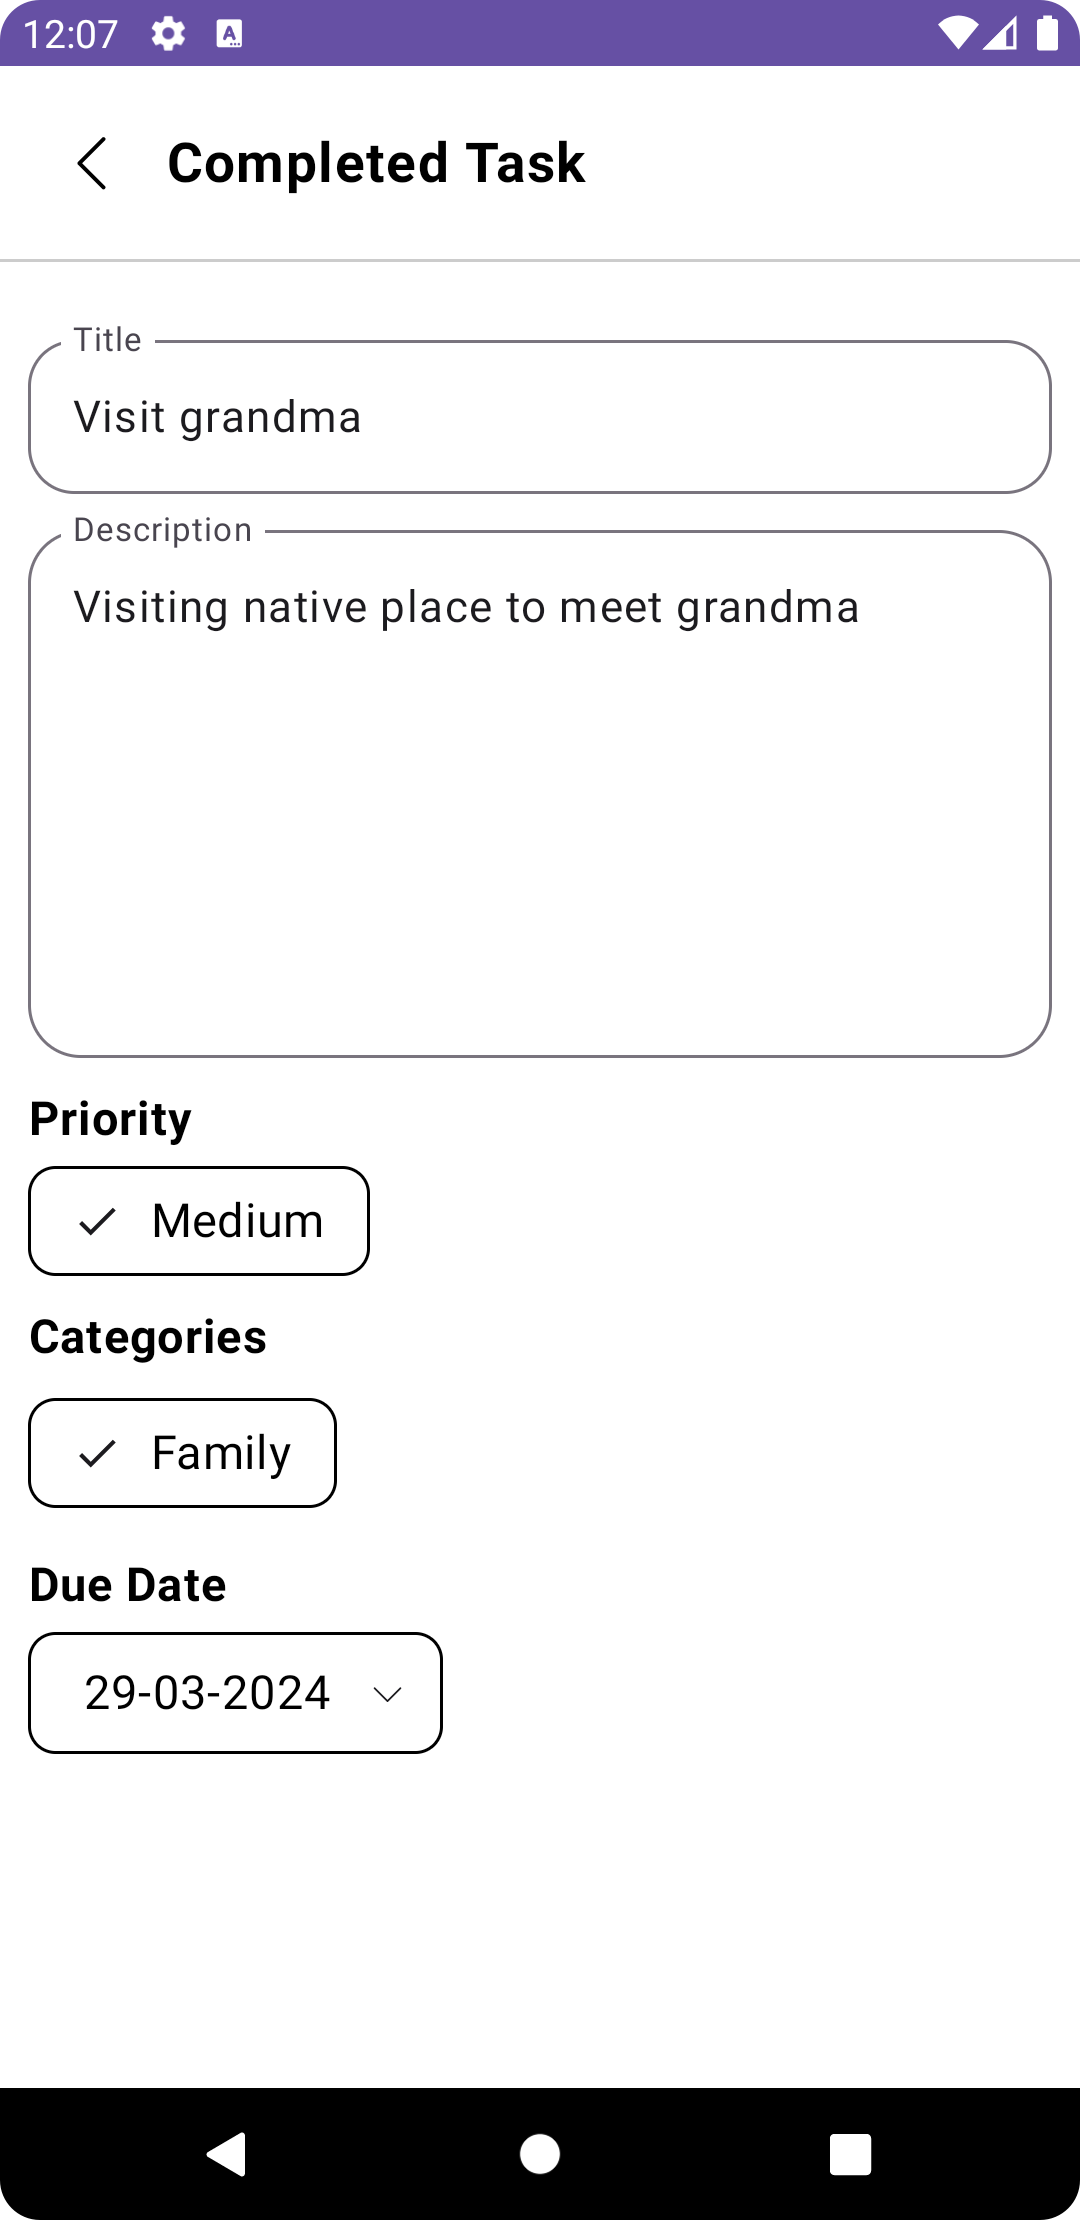 12:07
Completed Task
Title
Visit grandma
Description
Visiting native place to meet grandma
Priority
Medium
Categories
Family
Due Date
29-03-2024